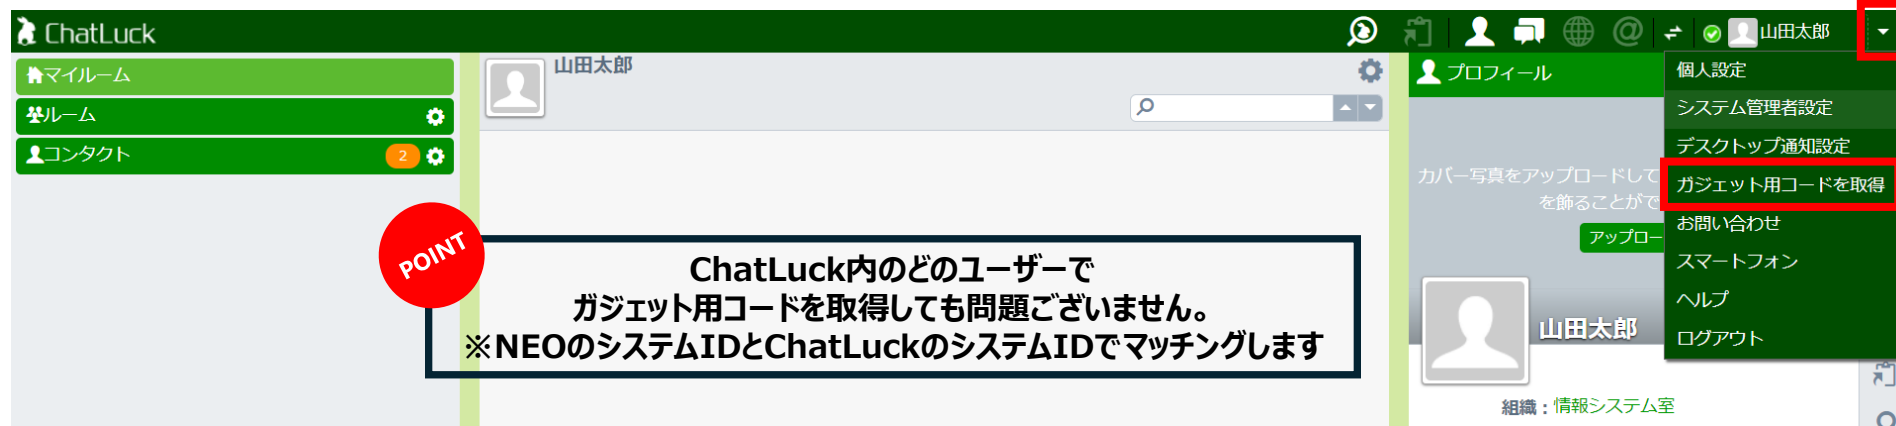 ChatLuck
山田太郎
マイルーム
ルーム
コンタクト
2
山田太郎
プロフィール
カバー写真をアップロードして
を飾ることがで
アップロー
山田太郎
組織：情報システム室
個人設定
システム管理者設定
デスクトップ通知設定
ガジェット用コードを取得
お問い合わせ
スマートフォン
ヘルプ
ログアウト
POINT
ChatLuck内のどのユーザーで
ガジェット用コードを取得しても問題ございません。
※NEOのシステムIDとChatLuckのシステムIDでマッチングします